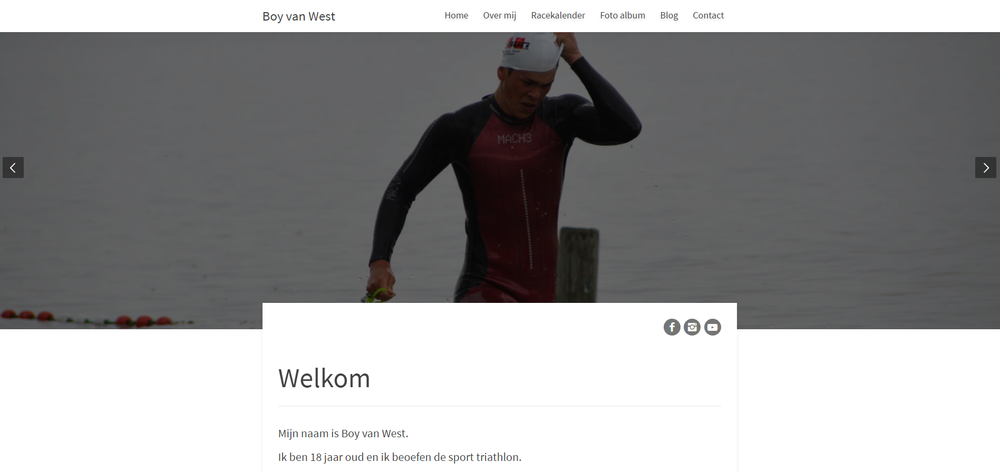 Boy van West
Home Over mij Racekalender Foto album Blog Contact
MACH3
Welkom
Mijn naam is Boy van West.
Ik ben 18 jaar oud en ik beoefen de sport triathlon.